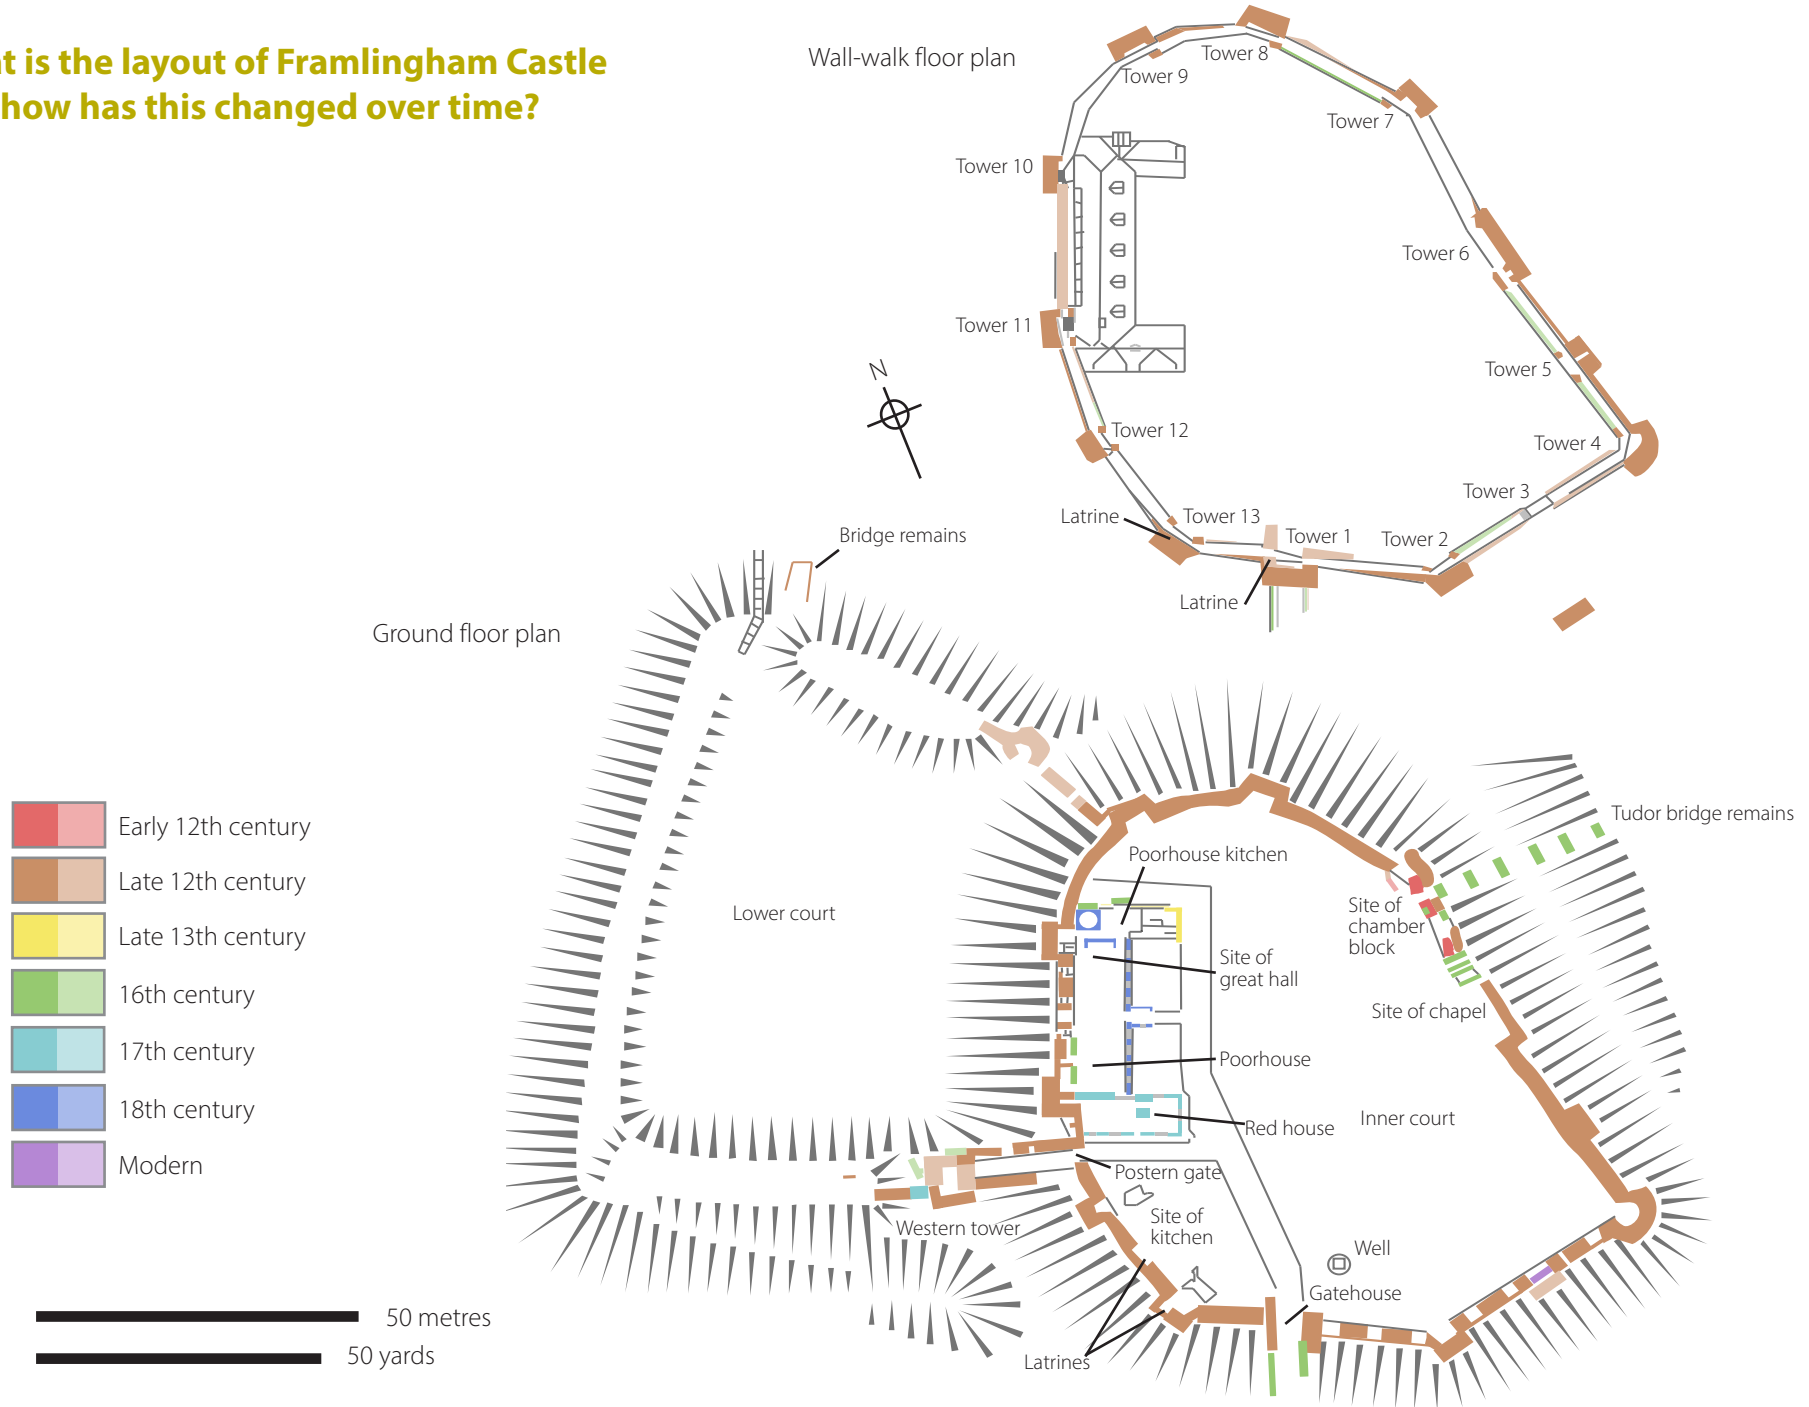 t is the layout of Framlingham Castle
how has this changed over time?
Wall-walk floor plan
Tower 8
Tower 9
Tower 7
Tower 10
Tower 6
Tower 11
Tower 5
N
Tower 12
Tower 4
Tower 3
Latrine
Tower 13
Tower 1
Tower 2
Bridge remains
Latrine
Ground floor plan
Tudor bridge remains
Early 12th century
Late 12th century
Late 13th century
16th century
17th century
18th century
Modern
Poorhouse kitchen
Lower court
Site of
chamber
block
Site of
great hall
Site of chapel
Poorhouse
Inner court
Red house
Postern gate
Western tower
Site of
kitchen
Well
Gatehouse
Latrines
50 metres
50 yards